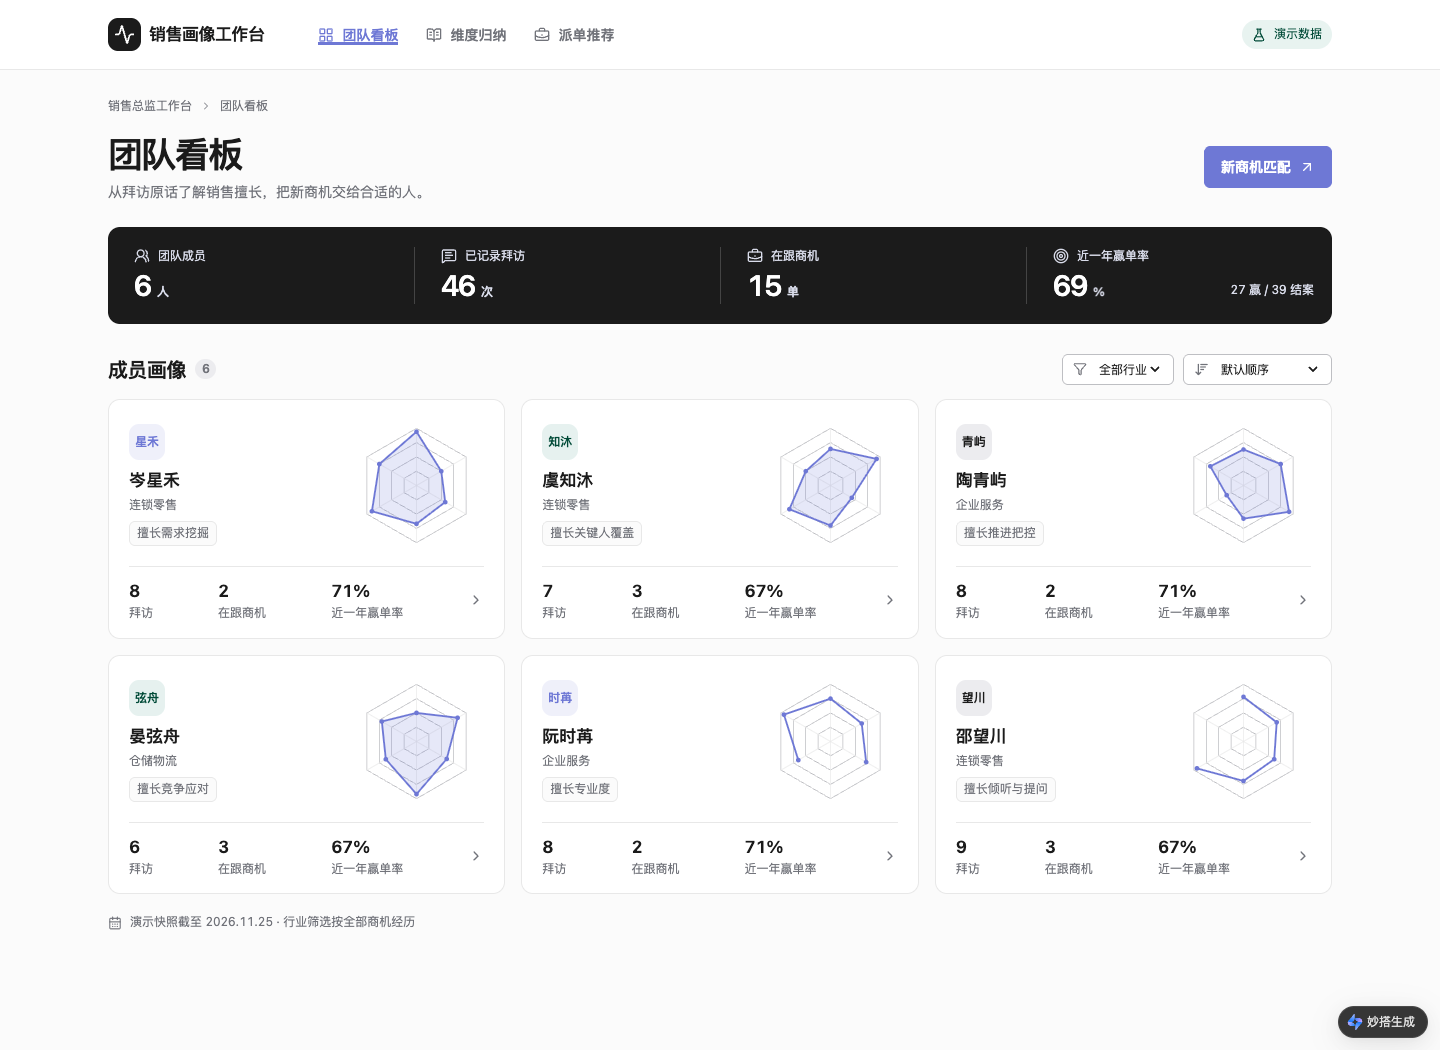 销售画像工作台
团队看板
维度归纳
派单推荐
演示数据
销售总监工作台 > 团队看板
团队看板
从拜访原话了解销售擅长，把新商机交给合适的人。
新商机匹配
团队成员
6 人
已记录拜访
46 次
在跟商机
15 单
近一年赢单率
69 %
27 赢 / 39 结案
成员画像 6
全部行业
默认顺序
星禾
岑星禾
连锁零售
擅长需求挖掘
8 2 71%
拜访 在跟商机 近一年赢单率
知沐
虞知沐
连锁零售
擅长关键人覆盖
7 3 67%
拜访 在跟商机 近一年赢单率
青屿
陶青屿
企业服务
擅长推进把控
8 2 71%
拜访 在跟商机 近一年赢单率
弦舟
晏弦舟
仓储物流
擅长竞争应对
6 3 67%
拜访 在跟商机 近一年赢单率
时苒
阮时苒
企业服务
擅长专业度
8 2 71%
拜访 在跟商机 近一年赢单率
望川
邵望川
连锁零售
擅长倾听与提问
9 3 67%
拜访 在跟商机 近一年赢单率
演示快照截至 2026.11.25 · 行业筛选按全部商机经历
妙搭生成